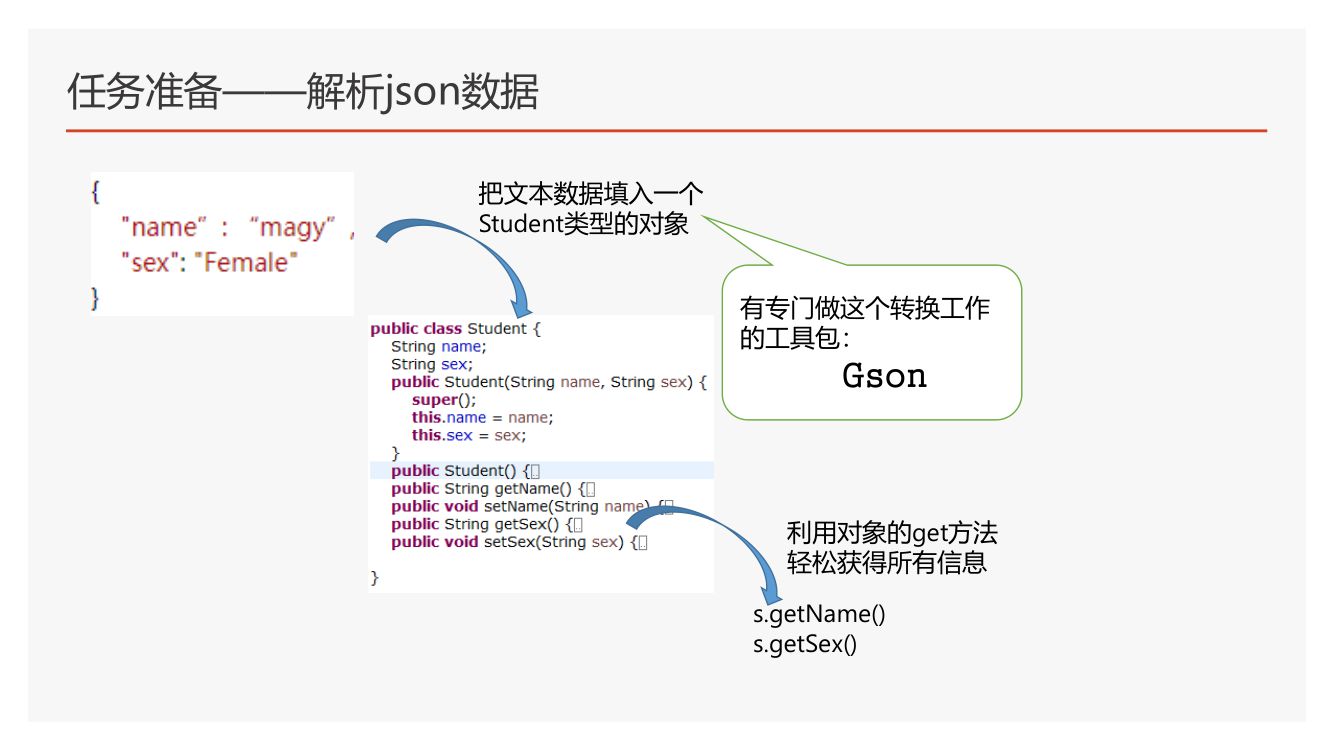 任务准备——解析json数据
{
"name” : “magy” ,
"sex": "Female"
}
把文本数据填入一个
Student类型的对象
有专门做这个转换工作
的工具包：
Gson
public class Student {
String name;
String sex;
public Student(String name, String sex) {
super();
this.name = name;
this.sex = sex;
}
public Student() {
public String getName() {
public void setName(String name) {
public String getSex() {
public void setSex(String sex) {
}
利用对象的get方法
轻松获得所有信息
s.getName()
s.getSex()